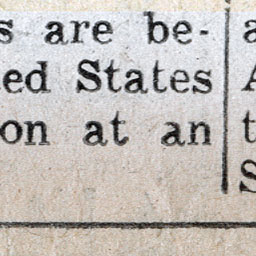 s are be-
ed States
on at an